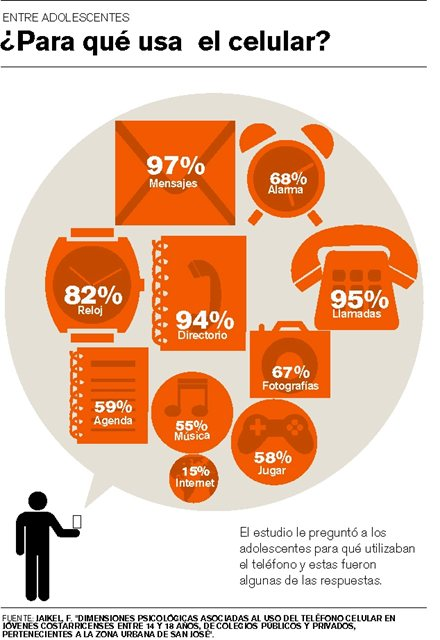 ENTRE ADOLESCENTES
¿Para qué usa el celular?
97%
Mensajes
68%
Alarma
82%
Reloj
94%
Directorio
95%
Llamadas
67%
Fotografías
59%
Agenda
55%
Música
58%
Jugar
15%
Internet
El estudio le preguntó a los
adolescentes para qué utilizaban
el teléfono y estas fueron
algunas de las respuestas.
FUENTE: JAIKEL, F. "DIMENSIONES PSICOLÓGICAS ASOCIADAS AL USO DEL TELÉFONO CELULAR EN
JÓVENES COSTARRICENSES ENTRE 14 Y 18 AÑOS, DE COLEGIOS PÚBLICOS Y PRIVADOS,
PERTENECIENTES A LA ZONA URBANA DE SAN JOSÉ".